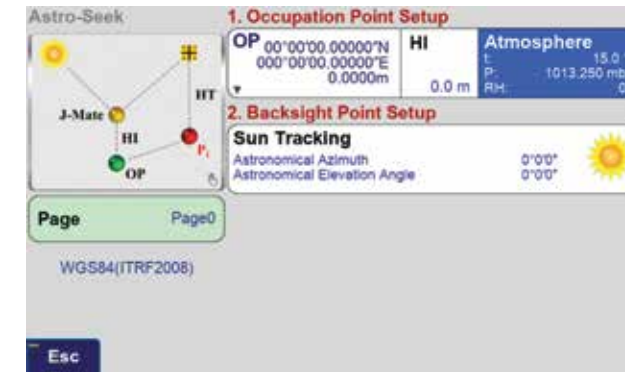 Astro-Seek
J-Mate
HI
OP
HT
P₁
Page Page0
WGS84(ITRF2008)
Esc
1. Occupation Point Setup
OP 00°00'00.00000"N
000°00'00.00000"E
0.0000m
HI
0.0 m
Atmosphere
t: 15.0
P: 1013.250 mb
RH: 0
2. Backsight Point Setup
Sun Tracking
Astronomical Azimuth 0°0'0"
Astronomical Elevation Angle 0°0'0"